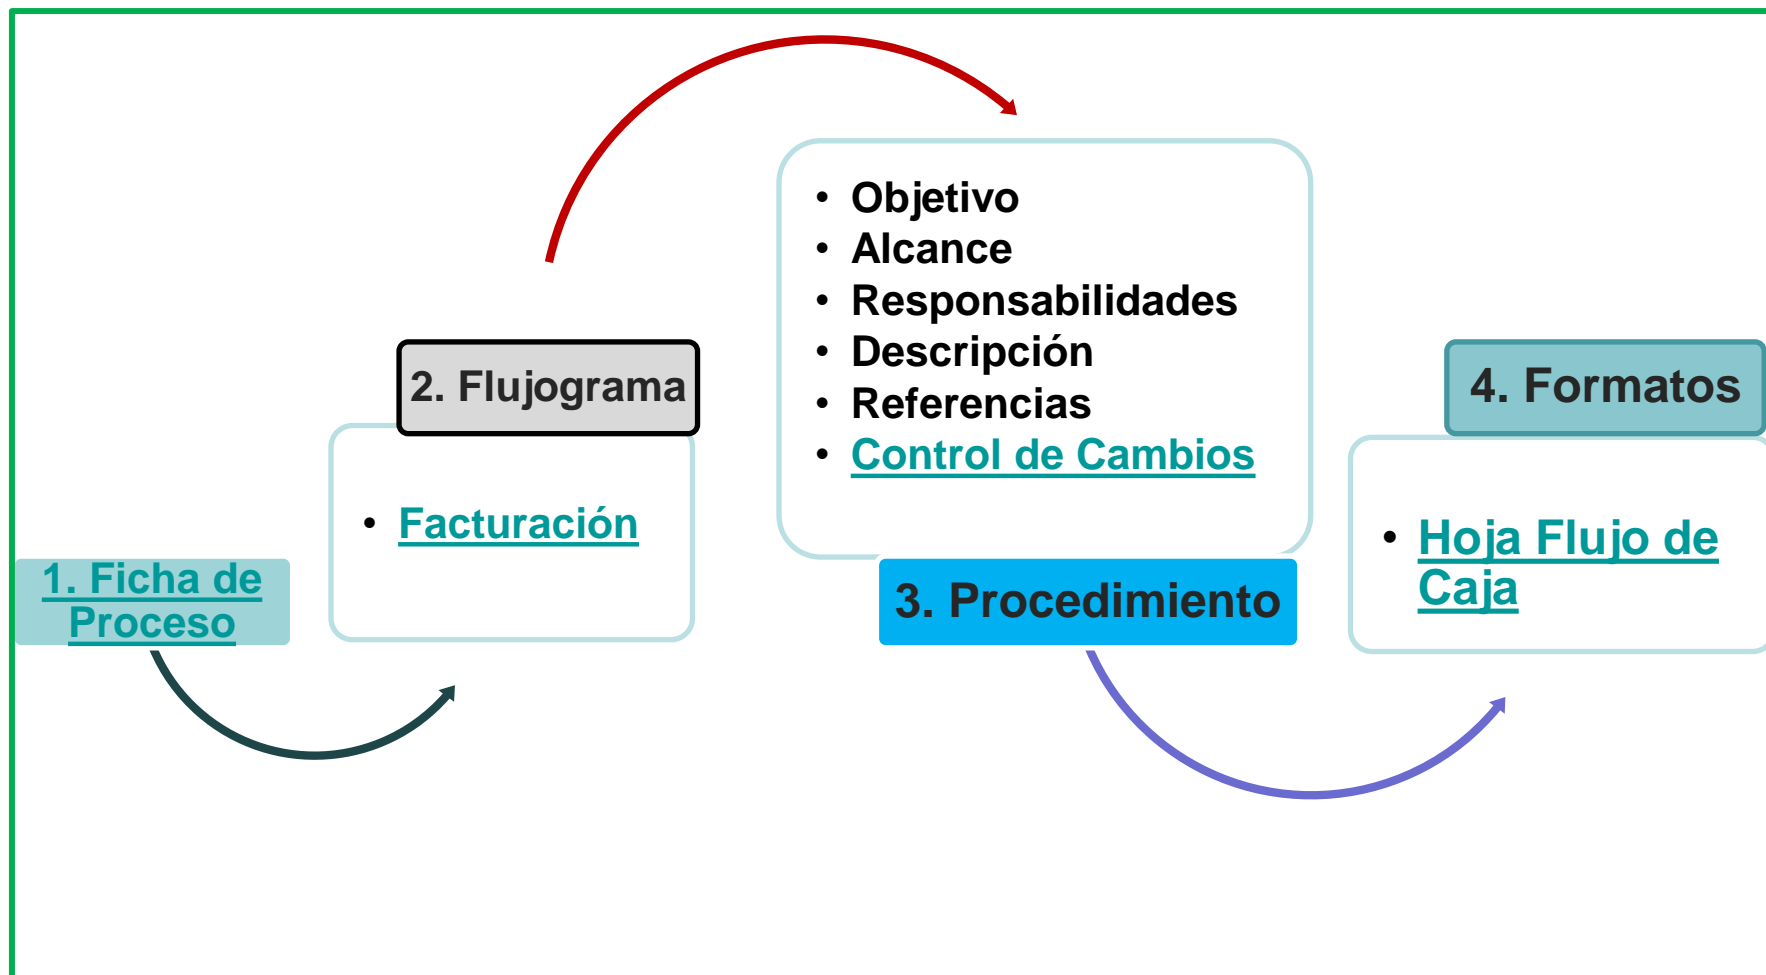 1. Ficha de
Proceso
2. Flujograma
• Facturación
• Objetivo
• Alcance
• Responsabilidades
• Descripción
• Referencias
• Control de Cambios
3. Procedimiento
4. Formatos
• Hoja Flujo de
Caja